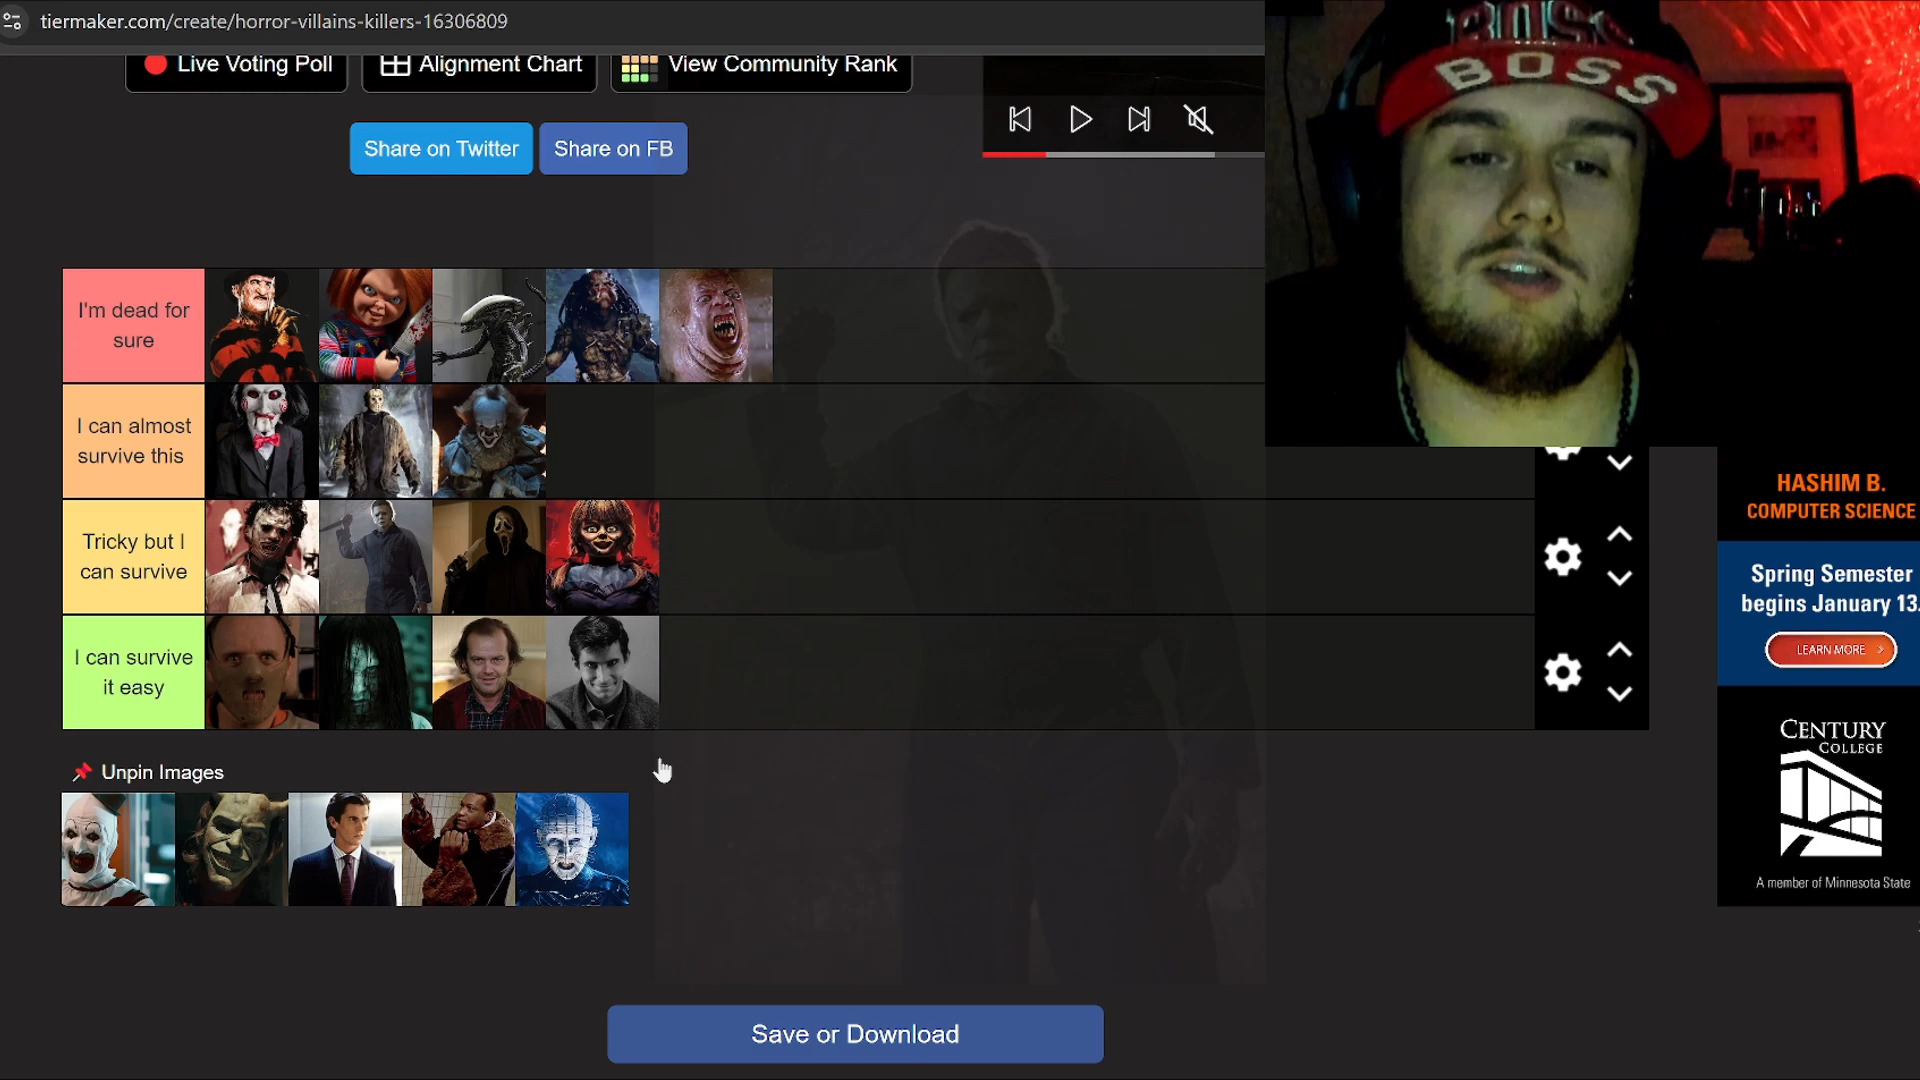 tiermaker.com/create/horror-villains-killers-16306809
Live Voting Poll
Alignment Chart
View Community Rank
BOSS
BOSS
Share on Twitter
Share on FB
I'm dead for
sure
I can almost
survive this
HASHIM B.
COMPUTER SCIENCE
Tricky but I
can survive
Spring Semester
begins January 13.
LEARN MORE
I can survive
it easy
CENTURY
COLLEGE
A member of Minnesota State
Unpin Images
Save or Download